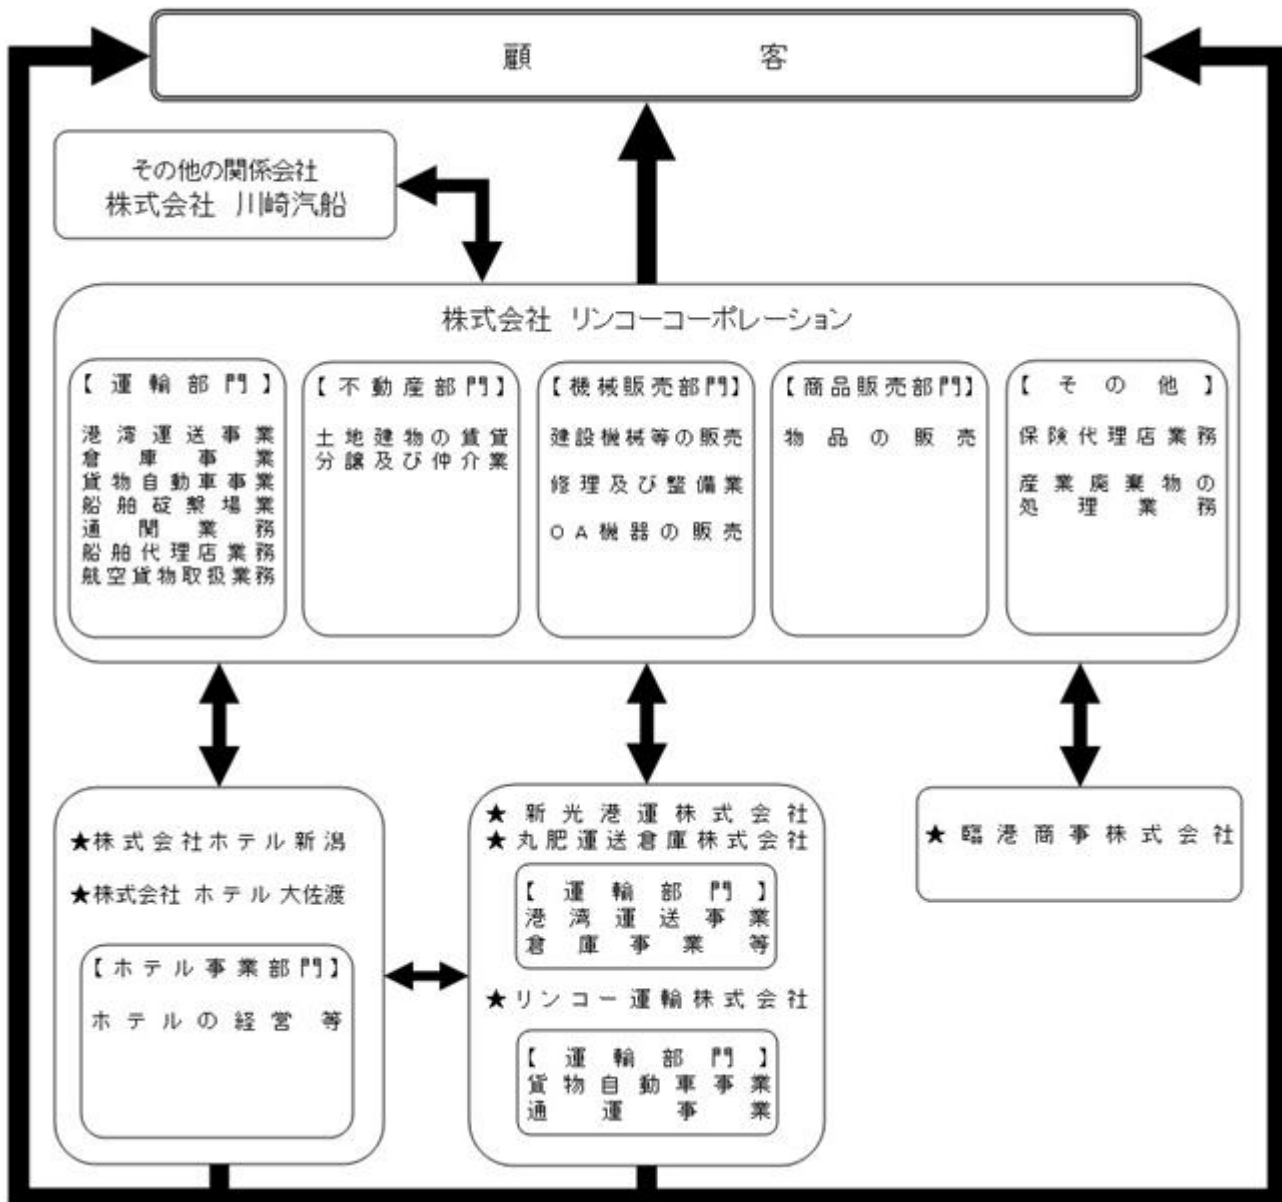 顧客
その他の関係会社
株式会社 川崎汽船
株式会社 リンコーコーポレーション
【運輸部門】
港湾運送事業
倉庫事業
貨物自動車事業
船舶碇繋場業
通関業務
船舶代理店業務
航空貨物取扱業務
【不動産部門】
土地建物の賃貸
分譲及び仲介業
【機械販売部門】
建設機械等の販売
修理及び整備業
OA機器の販売
【商品販売部門】
物品の販売
【その他】
保険代理店業務
産業廃棄物の
処理業務
★株式会社ホテル新潟
★株式会社 ホテル大佐渡
【ホテル事業部門】
ホテルの経営 等
★新光港運株式会社
★丸肥運送倉庫株式会社
【運輸部門】
港湾運送事業
倉庫事業等
★リンコー運輸株式会社
【運輸部門】
貨物自動車事業
通運事業
★臨港商事株式会社